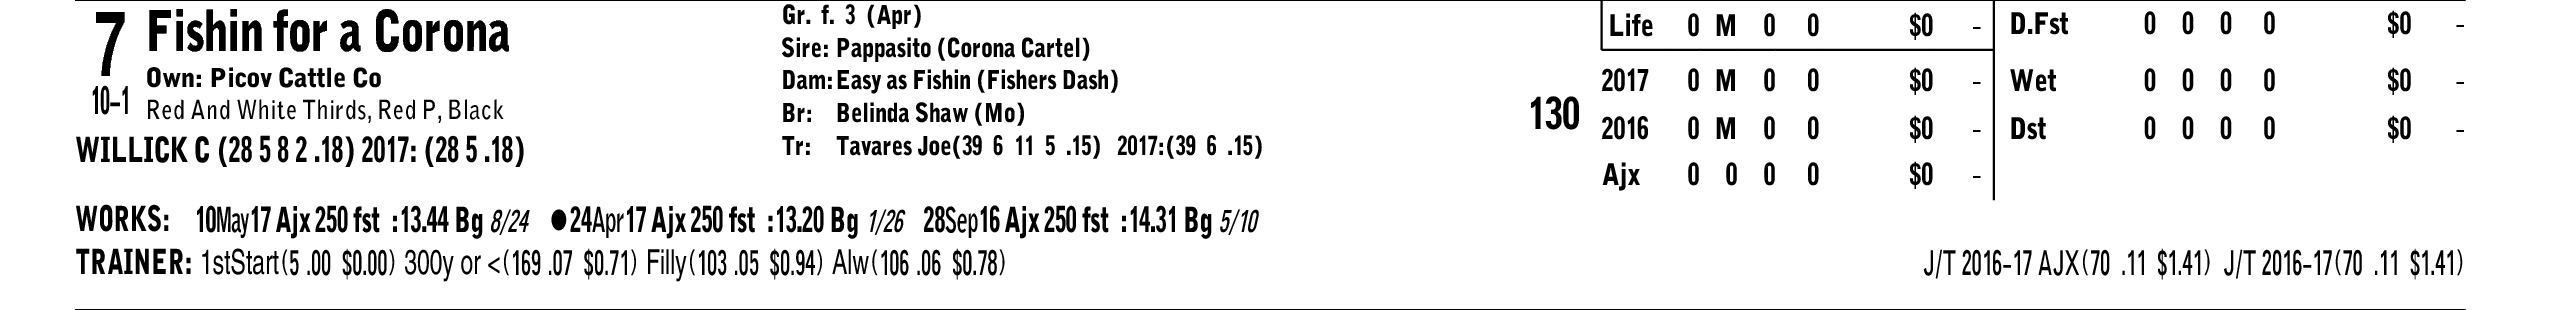 7 Fishin for a Corona
Own: Picov Cattle Co
10-1 Red And White Thirds, Red P, Black
WILLICK C (28 5 8 2 .18) 2017: (28 5 .18)
Gr. f. 3 (Apr)
Sire: Pappasito (Corona Cartel)
Dam: Easy as Fishin (Fishers Dash)
Br: Belinda Shaw (Mo)
Tr: Tavares Joe(39 6 11 5 .15) 2017:(39 6 .15)
130
Life 0 M 0 0 $0 -
2017 0 M 0 0 $0 -
2016 0 M 0 0 $0 -
Ajx 0 0 0 0 $0 -
D.Fst 0 0 0 0 $0 -
Wet 0 0 0 0 $0 -
Dst 0 0 0 0 $0 -
WORKS: 10May17 Ajx 250 fst :13.44 Bg 8/24 ●24Apr17 Ajx 250 fst :13.20 Bg 1/26 28Sep16 Ajx 250 fst :14.31 Bg 5/10
TRAINER: 1stStart(5 .00 $0.00) 300y or <(169 .07 $0.71) Filly(103 .05 $0.94) Alw(106 .06 $0.78)
J/T 2016-17 AJX(70 .11 $1.41) J/T 2016-17(70 .11 $1.41)